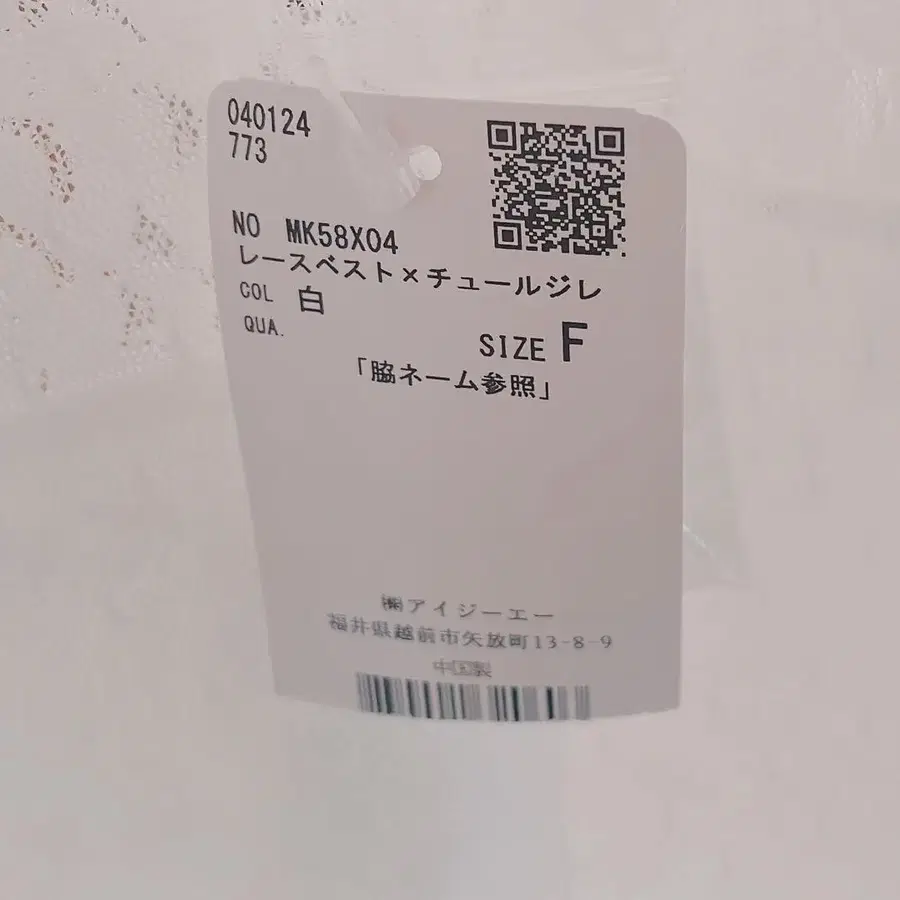 040124
773
NO MK58X04
レースベスト×チュールジレ
COL 白
QUA.
SIZE F
「脇ネーム参照」
㈱アイジーエー
福井県越前市矢放町13-8-9
中国製